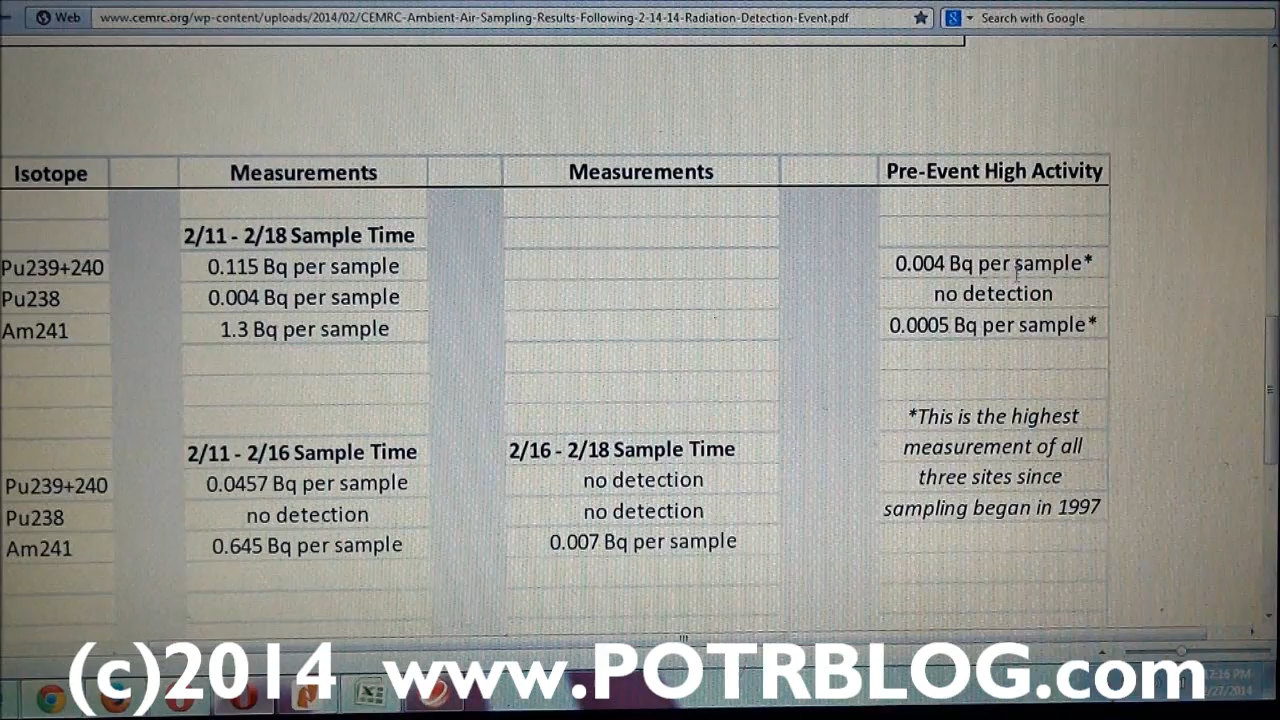 Web www.cemrc.org/wp-content/uploads/2014/02/CEMRC-Ambient-Air-Sampling-Results-Following-2-14-14-Radiation-Detection-Event.pdf Search with Google
Isotope Measurements Measurements Pre-Event High Activity
2/11 - 2/18 Sample Time
Pu239+240 0.115 Bq per sample 0.004 Bq per sample*
Pu238 0.004 Bq per sample no detection
Am241 1.3 Bq per sample 0.0005 Bq per sample*
*This is the highest
2/11 - 2/16 Sample Time 2/16 - 2/18 Sample Time measurement of all
Pu239+240 0.0457 Bq per sample no detection three sites since
Pu238 no detection no detection sampling began in 1997
Am241 0.645 Bq per sample 0.007 Bq per sample
(c)2014 www.POTRBLOG.com
12:16 PM